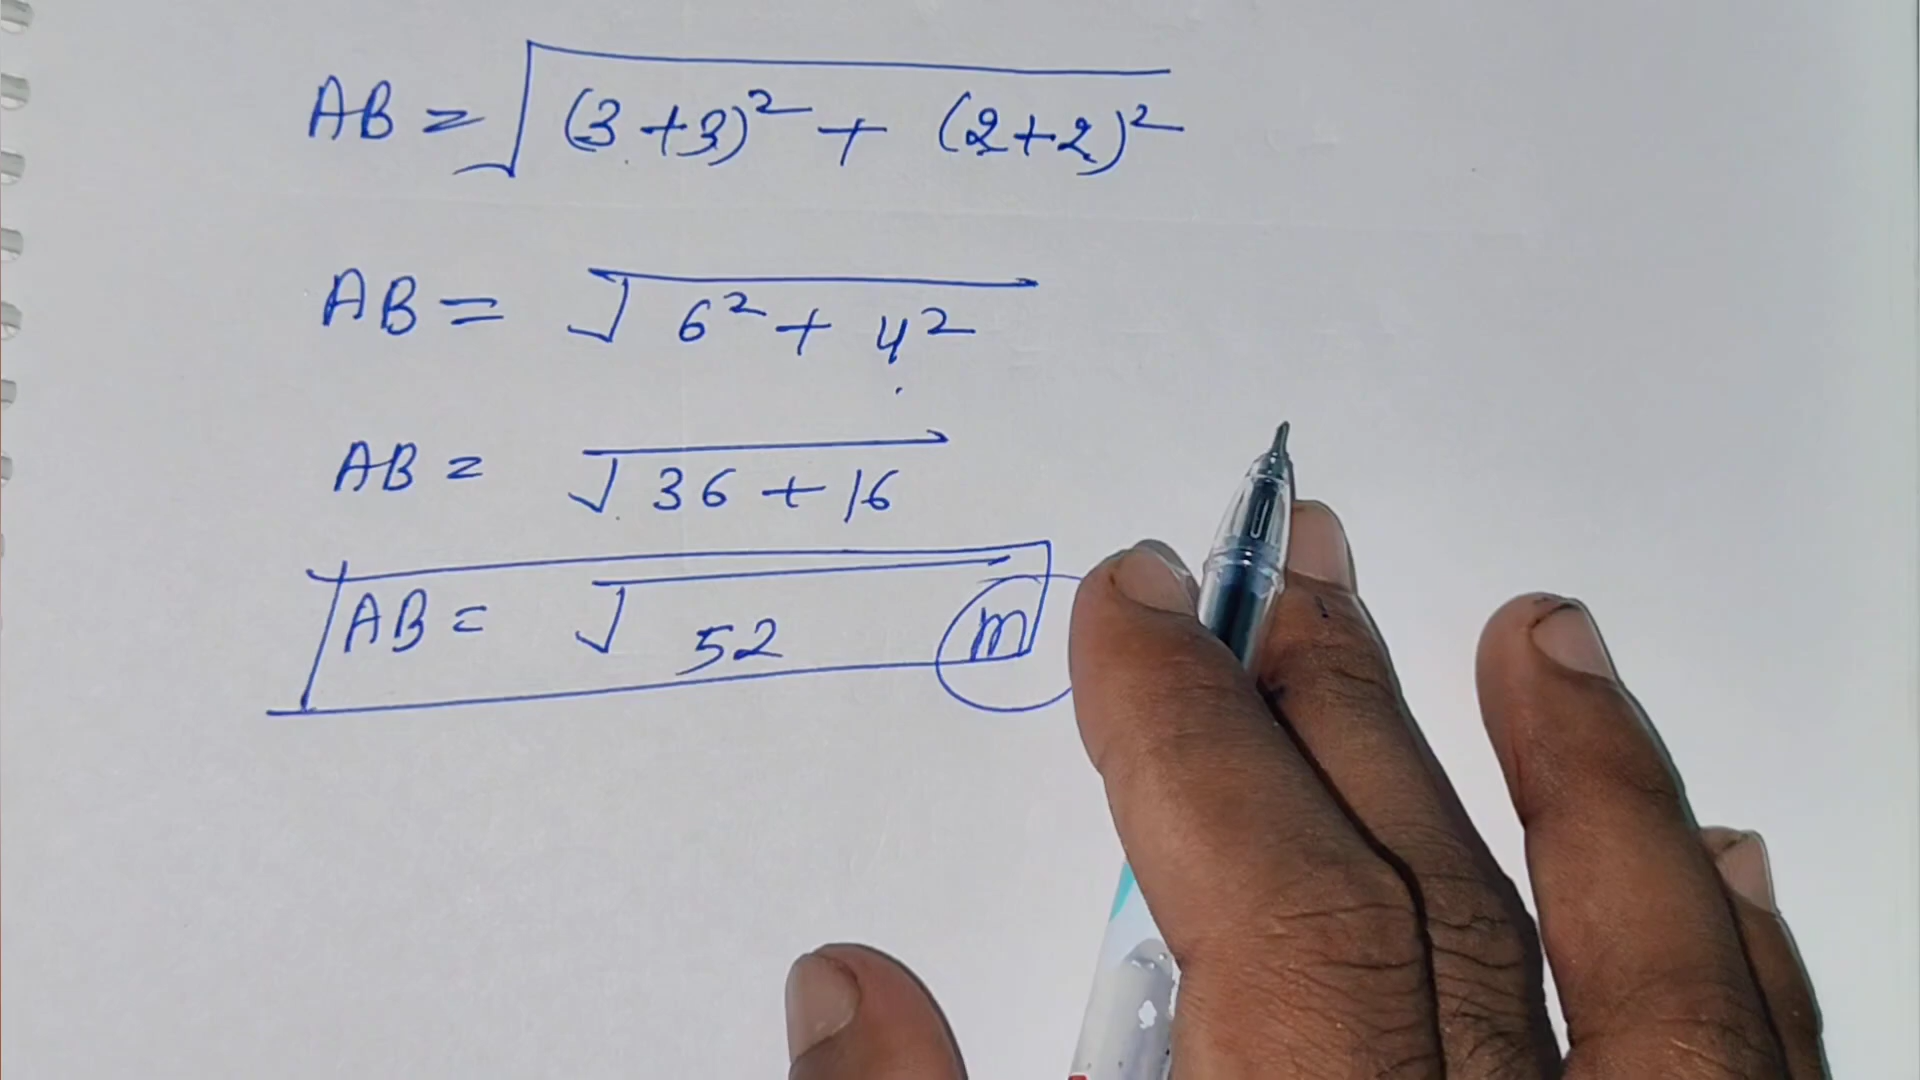 AB = √(3+3)² + (2+2)²
AB = √6² + 4²
AB = √36 + 16
AB = √52 m